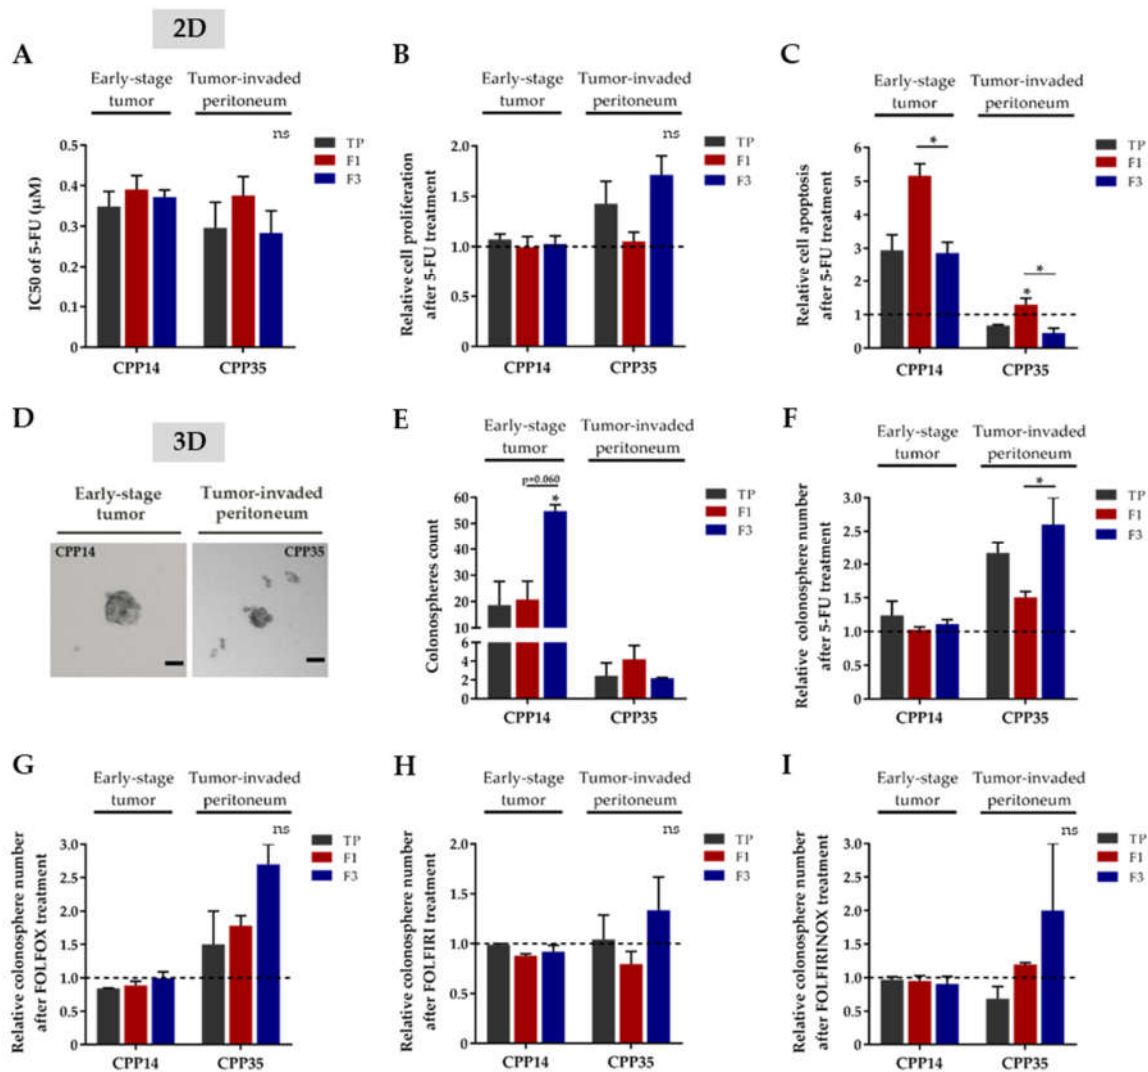 2D
A
Early-stage
tumor
Tumor-invaded
peritoneum
ns
TP
F1
F3
IC50 of 5-FU (µM)
0.5
0.4
0.3
0.2
0.1
0
CPP14
CPP35
B
Early-stage
tumor
Tumor-invaded
peritoneum
ns
TP
F1
F3
Relative cell proliferation
after 5-FU treatment
2.0
1.5
1.0
0.5
0
CPP14
CPP35
C
Early-stage
tumor
Tumor-invaded
peritoneum
TP
F1
F3
Relative cell apoptosis
after 5-FU treatment
6
5
4
3
2
1
0
*
*
*
CPP14
CPP35
D
3D
Early-stage
tumor
Tumor-invaded
peritoneum
CPP14
CPP35
E
Early-stage
tumor
Tumor-invaded
peritoneum
p=0.060
*
TP
F1
F3
Colonospheres count
60
50
40
30
20
10
6
4
2
0
CPP14
CPP35
F
Early-stage
tumor
Tumor-invaded
peritoneum
*
TP
F1
F3
Relative colonosphere number
after 5-FU treatment
3.0
2.5
2.0
1.5
1.0
0.5
0
CPP14
CPP35
G
Early-stage
tumor
Tumor-invaded
peritoneum
ns
TP
F1
F3
Relative colonosphere number
after FOLFOX treatment
3.0
2.5
2.0
1.5
1.0
0.5
0
CPP14
CPP35
H
Early-stage
tumor
Tumor-invaded
peritoneum
ns
TP
F1
F3
Relative colonosphere number
after FOLFIRI treatment
2.0
1.5
1.0
0.5
0
CPP14
CPP35
I
Early-stage
tumor
Tumor-invaded
peritoneum
ns
TP
F1
F3
Relative colonosphere number
after FOLFIRINOX treatment
3.0
2.5
2.0
1.5
1.0
0.5
0
CPP14
CPP35